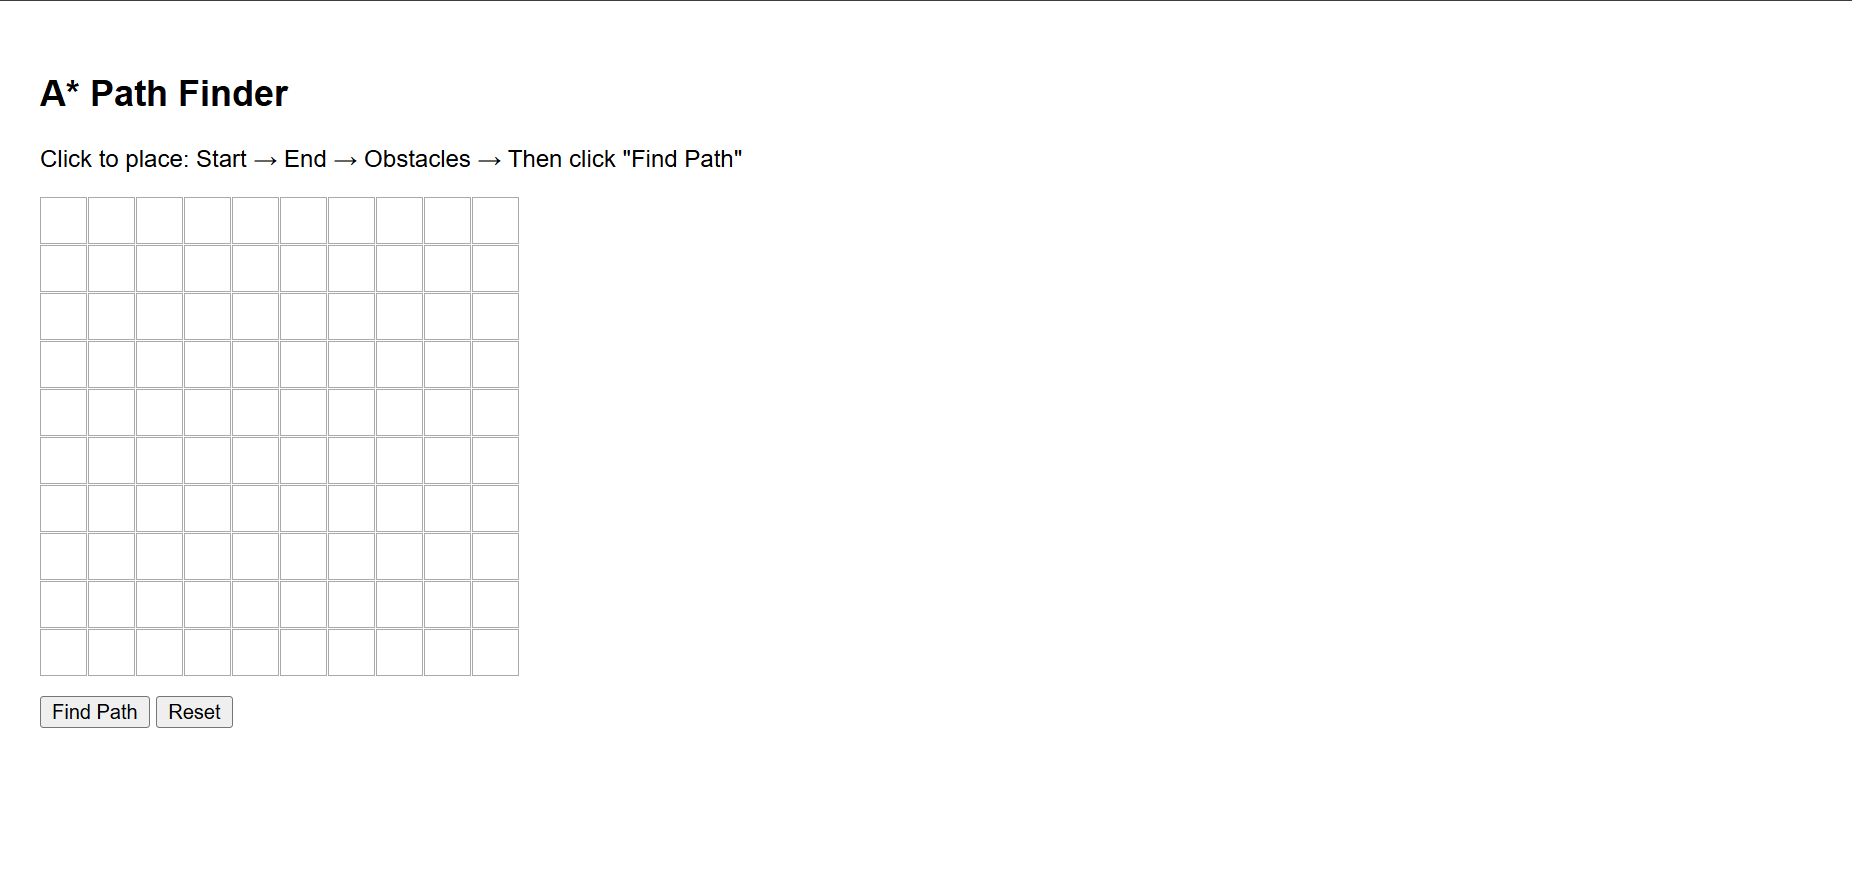 A* Path Finder
Click to place: Start → End → Obstacles → Then click "Find Path"
Find Path Reset